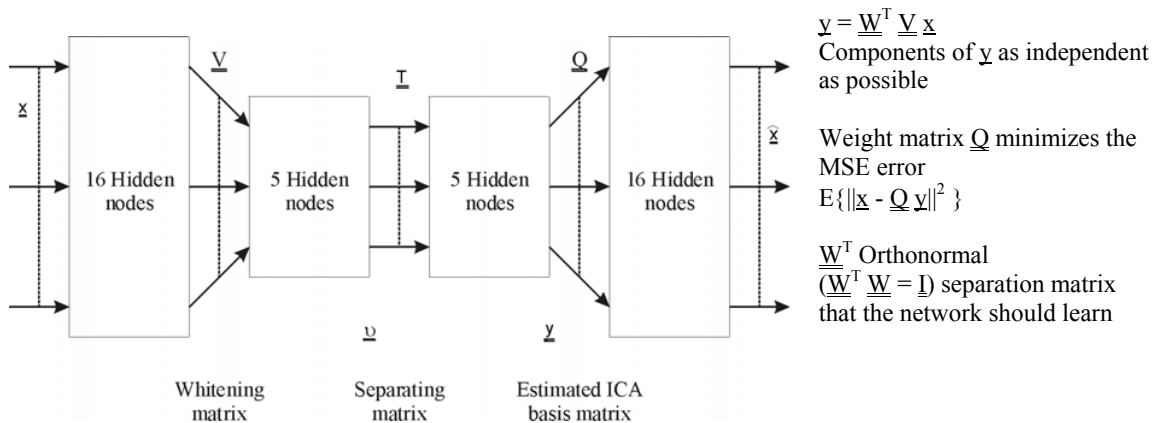 x
16 Hidden
nodes
V
5 Hidden
nodes
T
5 Hidden
nodes
Q
16 Hidden
nodes
x̂
υ
y
Whitening
matrix
Separating
matrix
Estimated ICA
basis matrix
y = W^T V x
Components of y as independent
as possible
Weight matrix Q minimizes the
MSE error
E{||x - Q y||² }
W^T Orthonormal
(W^T W = I) separation matrix
that the network should learn